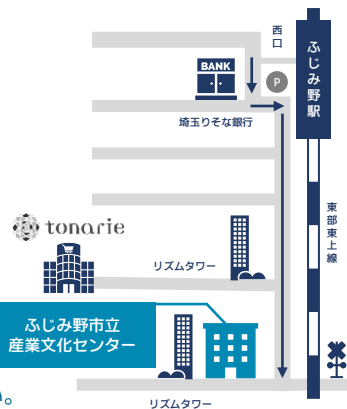 西口
ふじみ野駅
BANK
P
埼玉りそな銀行
東部東上線
tonarie
リズムタワー
ふじみ野市立
産業文化センター
リズムタワー
い。